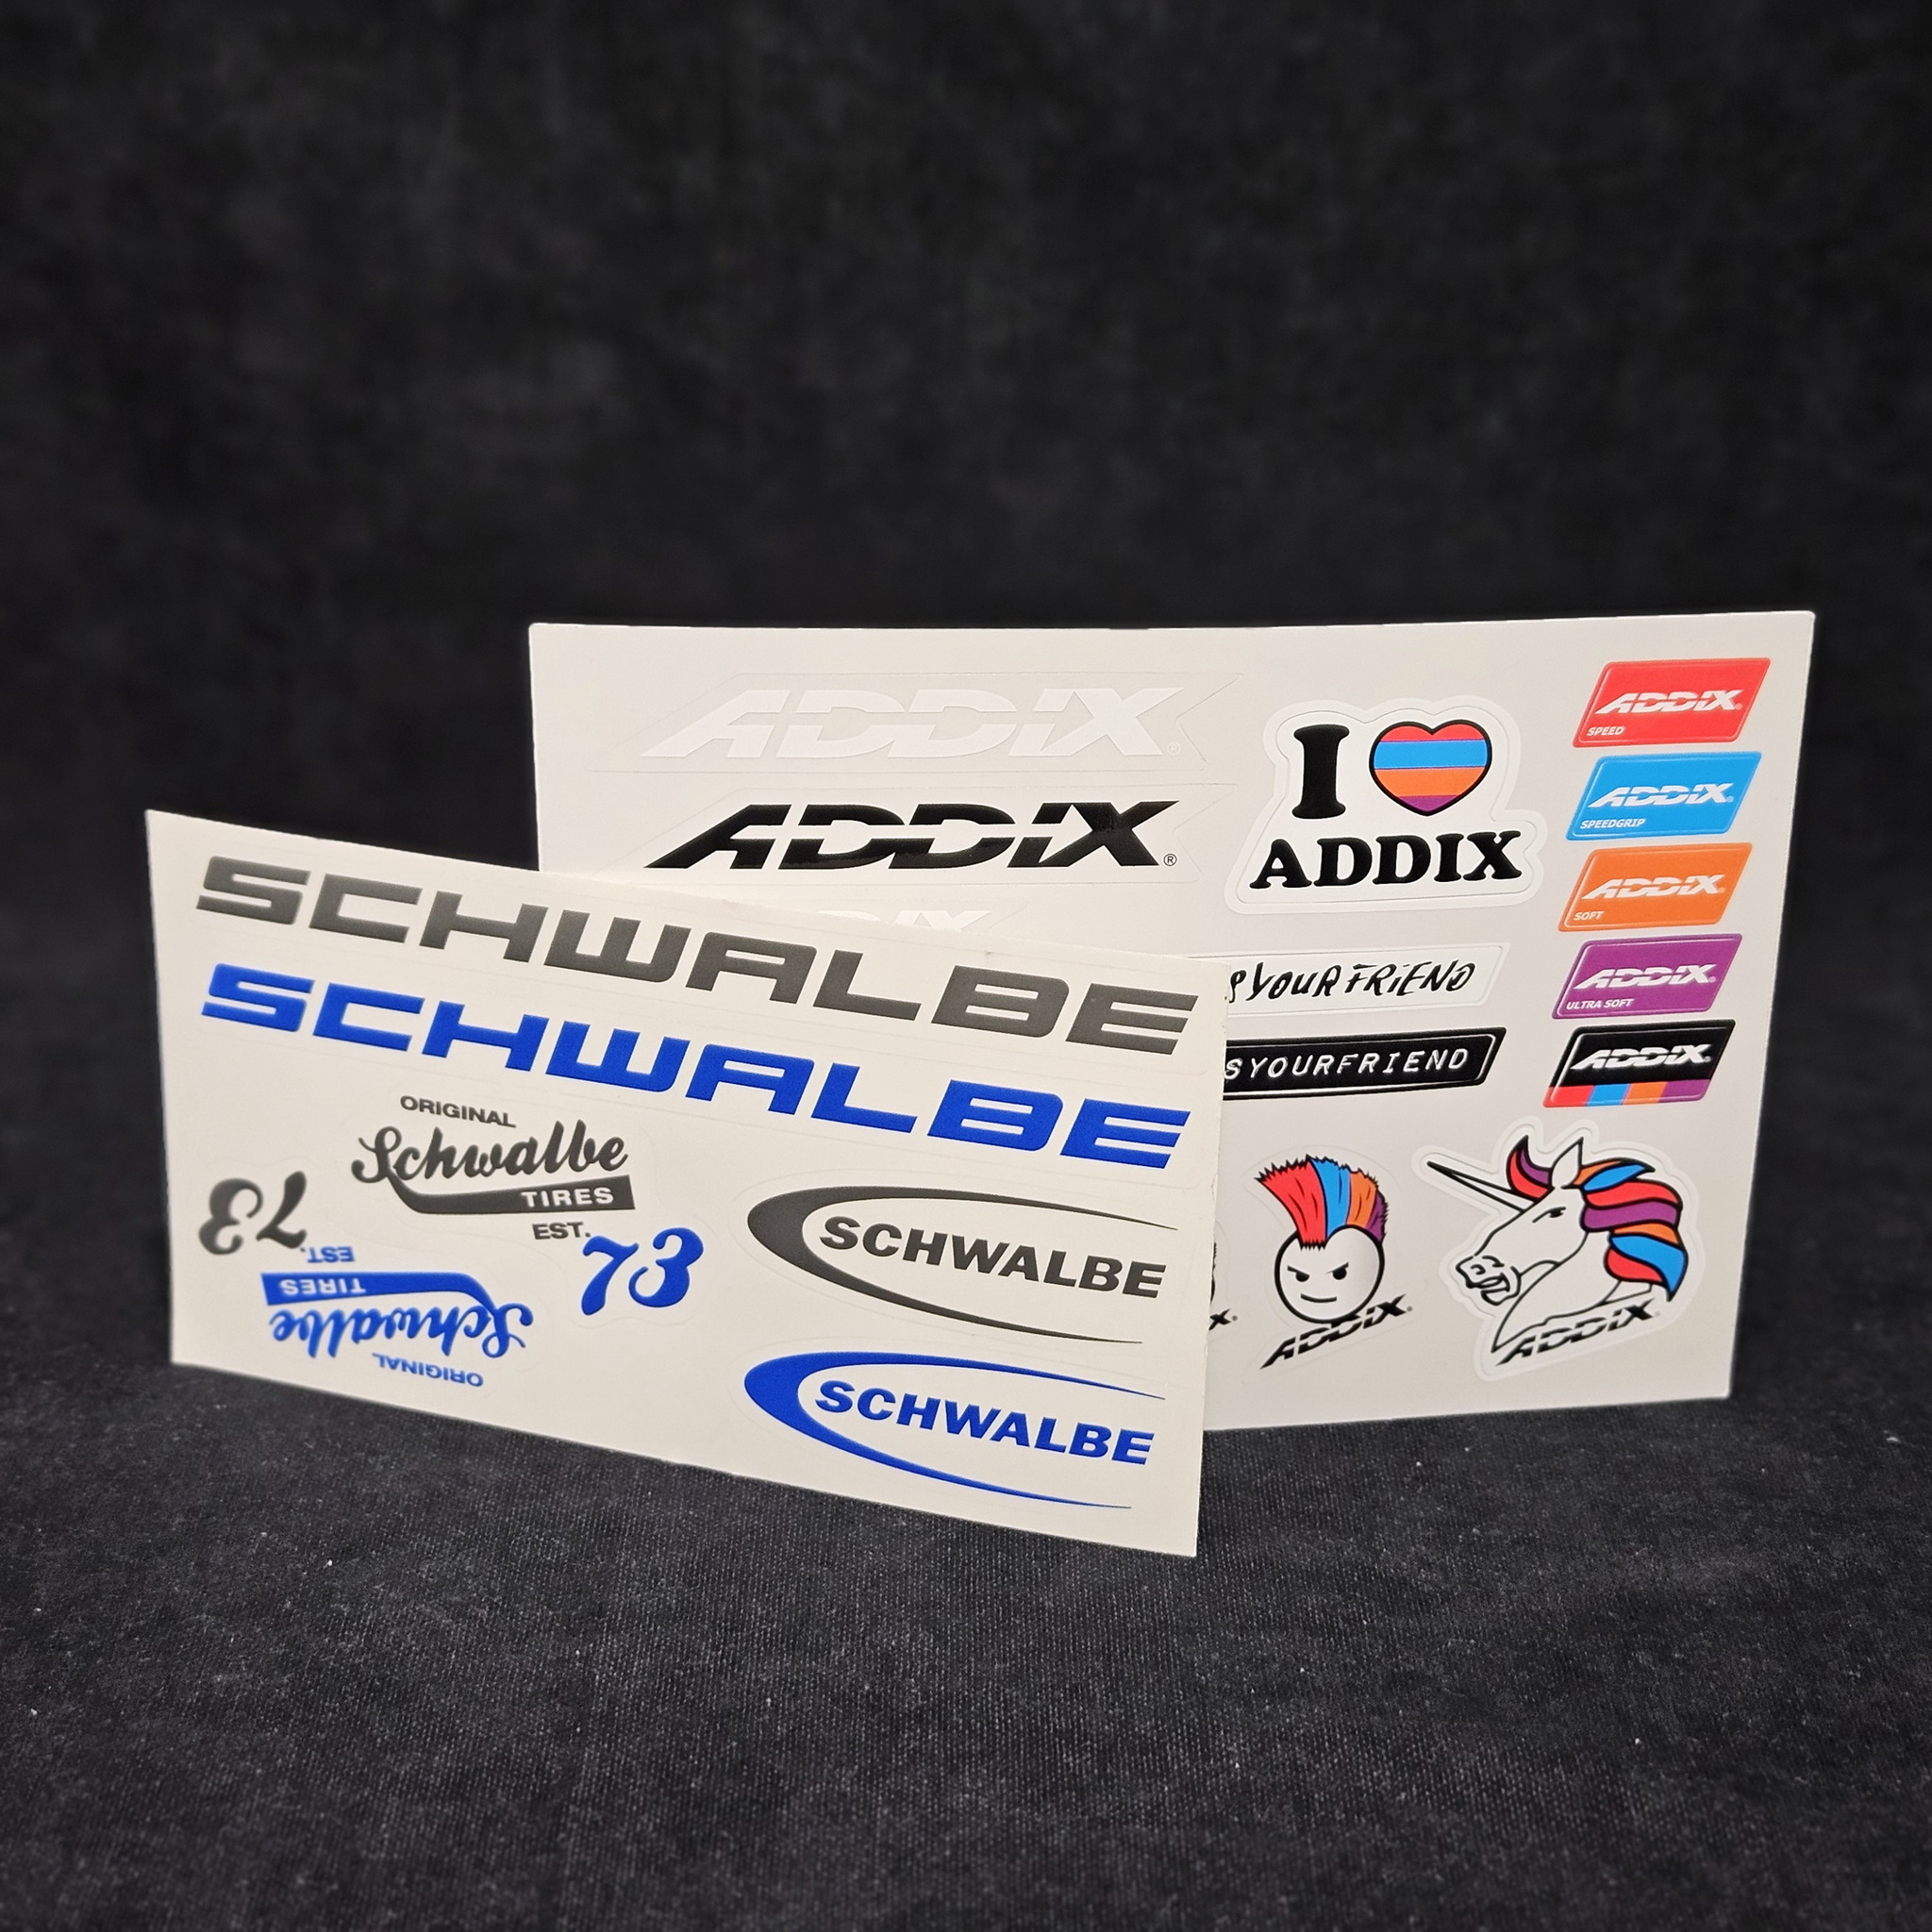 ADDIX®
ADDIX®
DIX
I
ADDIX
SYOURFRIEND
SYOURFRIEND
ADDIX®
SPEED
ADDIX®
SPEEDGRIP
ADDIX®
SOFT
ADDIX®
ULTRA SOFT
ADDIX®
ADDIX®
ADDIX®
SCHWALBE
SCHWALBE
ORIGINAL
Schwalbe
TIRES
EST.
73
ORIGINAL
Schwalbe
TIRES
EST.
73
SCHWALBE
SCHWALBE